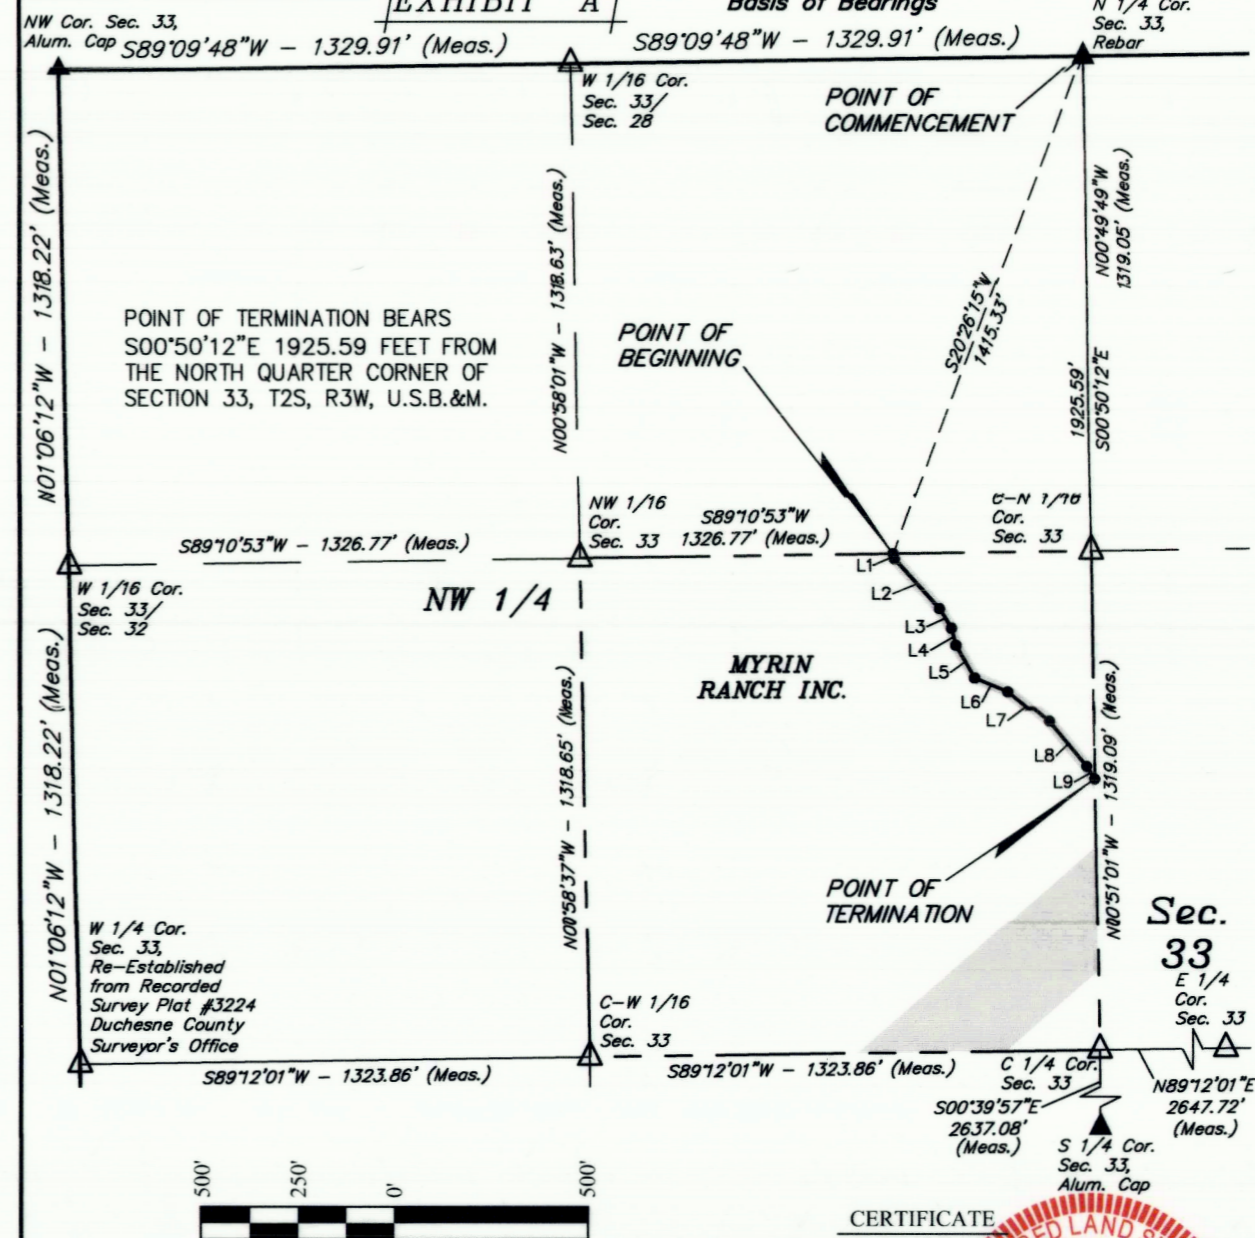 EXHIBIT "A"
Basis of Bearings
NW Cor. Sec. 33,
Alum. Cap
S89°09'48"W - 1329.91' (Meas.)
S89°09'48"W - 1329.91' (Meas.)
N 1/4 Cor.
Sec. 33,
Rebar
W 1/16 Cor.
Sec. 33/
Sec. 28
POINT OF
COMMENCEMENT
N01°06'12"W - 1318.22' (Meas.)
N00°58'01"W - 1318.63' (Meas.)
N00°49'49"W
1319.05' (Meas.)
S20°26'15"W
1415.33'
1925.59'
S00°50'12"E
POINT OF TERMINATION BEARS
S00°50'12"E 1925.59 FEET FROM
THE NORTH QUARTER CORNER OF
SECTION 33, T2S, R3W, U.S.B.&M.
POINT OF
BEGINNING
NW 1/16
Cor.
Sec. 33
S89°10'53"W
1326.77' (Meas.)
C-N 1/16
Cor.
Sec. 33
S89°10'53"W - 1326.77' (Meas.)
W 1/16 Cor.
Sec. 33/
Sec. 32
NW 1/4
L1
L2
L3
L4
L5
L6
L7
L8
L9
MYRIN
RANCH INC.
N01°06'12"W - 1318.22' (Meas.)
N00°58'37"W - 1318.65' (Meas.)
N00°51'01"W - 1319.09' (Meas.)
POINT OF
TERMINATION
Sec.
33
W 1/4 Cor.
Sec. 33,
Re-Established
from Recorded
Survey Plat #3224
Duchesne County
Surveyor's Office
C-W 1/16
Cor.
Sec. 33
E 1/4
Cor.
Sec. 33
S89°12'01"W - 1323.86' (Meas.)
S89°12'01"W - 1323.86' (Meas.)
C 1/4 Cor.
Sec. 33
S00°39'57"E
2637.08'
(Meas.)
N89°12'01"E
2647.72'
(Meas.)
S 1/4 Cor.
Sec. 33,
Alum. Cap
500'
250'
0'
500'
CERTIFICATE
LAND